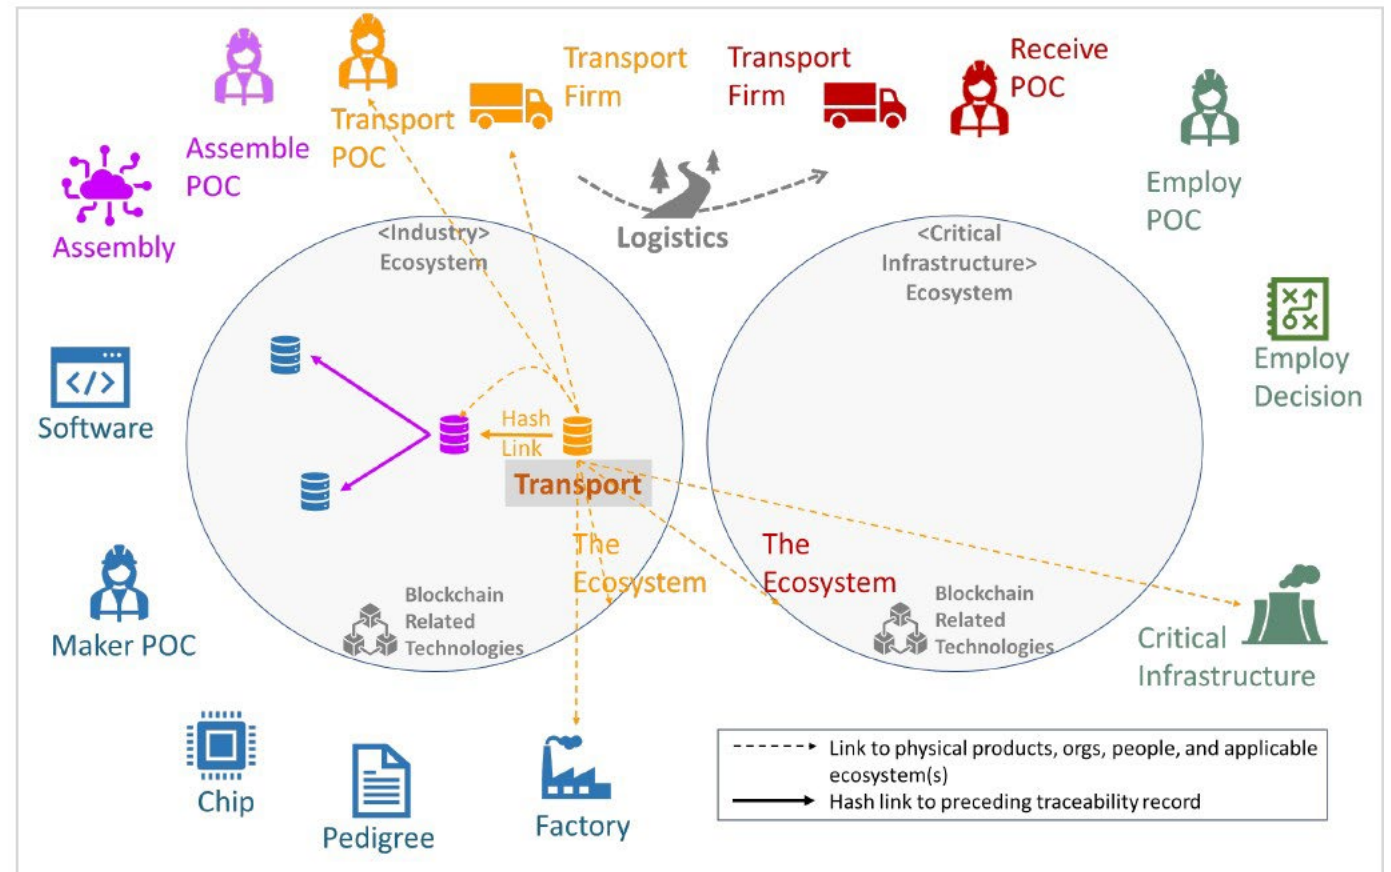 Transport
Firm
Transport
Firm
Receive
POC
Transport
POC
Assemble
POC
Employ
POC
Assembly
Logistics
<Industry>
Ecosystem
<Critical
Infrastructure>
Ecosystem
Software
</>
Hash
Link
Transport
Employ
Decision
The
Ecosystem
The
Ecosystem
Blockchain
Related
Technologies
Blockchain
Related
Technologies
Maker POC
Critical
Infrastructure
Chip
Pedigree
Factory
Link to physical products, orgs, people, and applicable
ecosystem(s)
Hash link to preceding traceability record